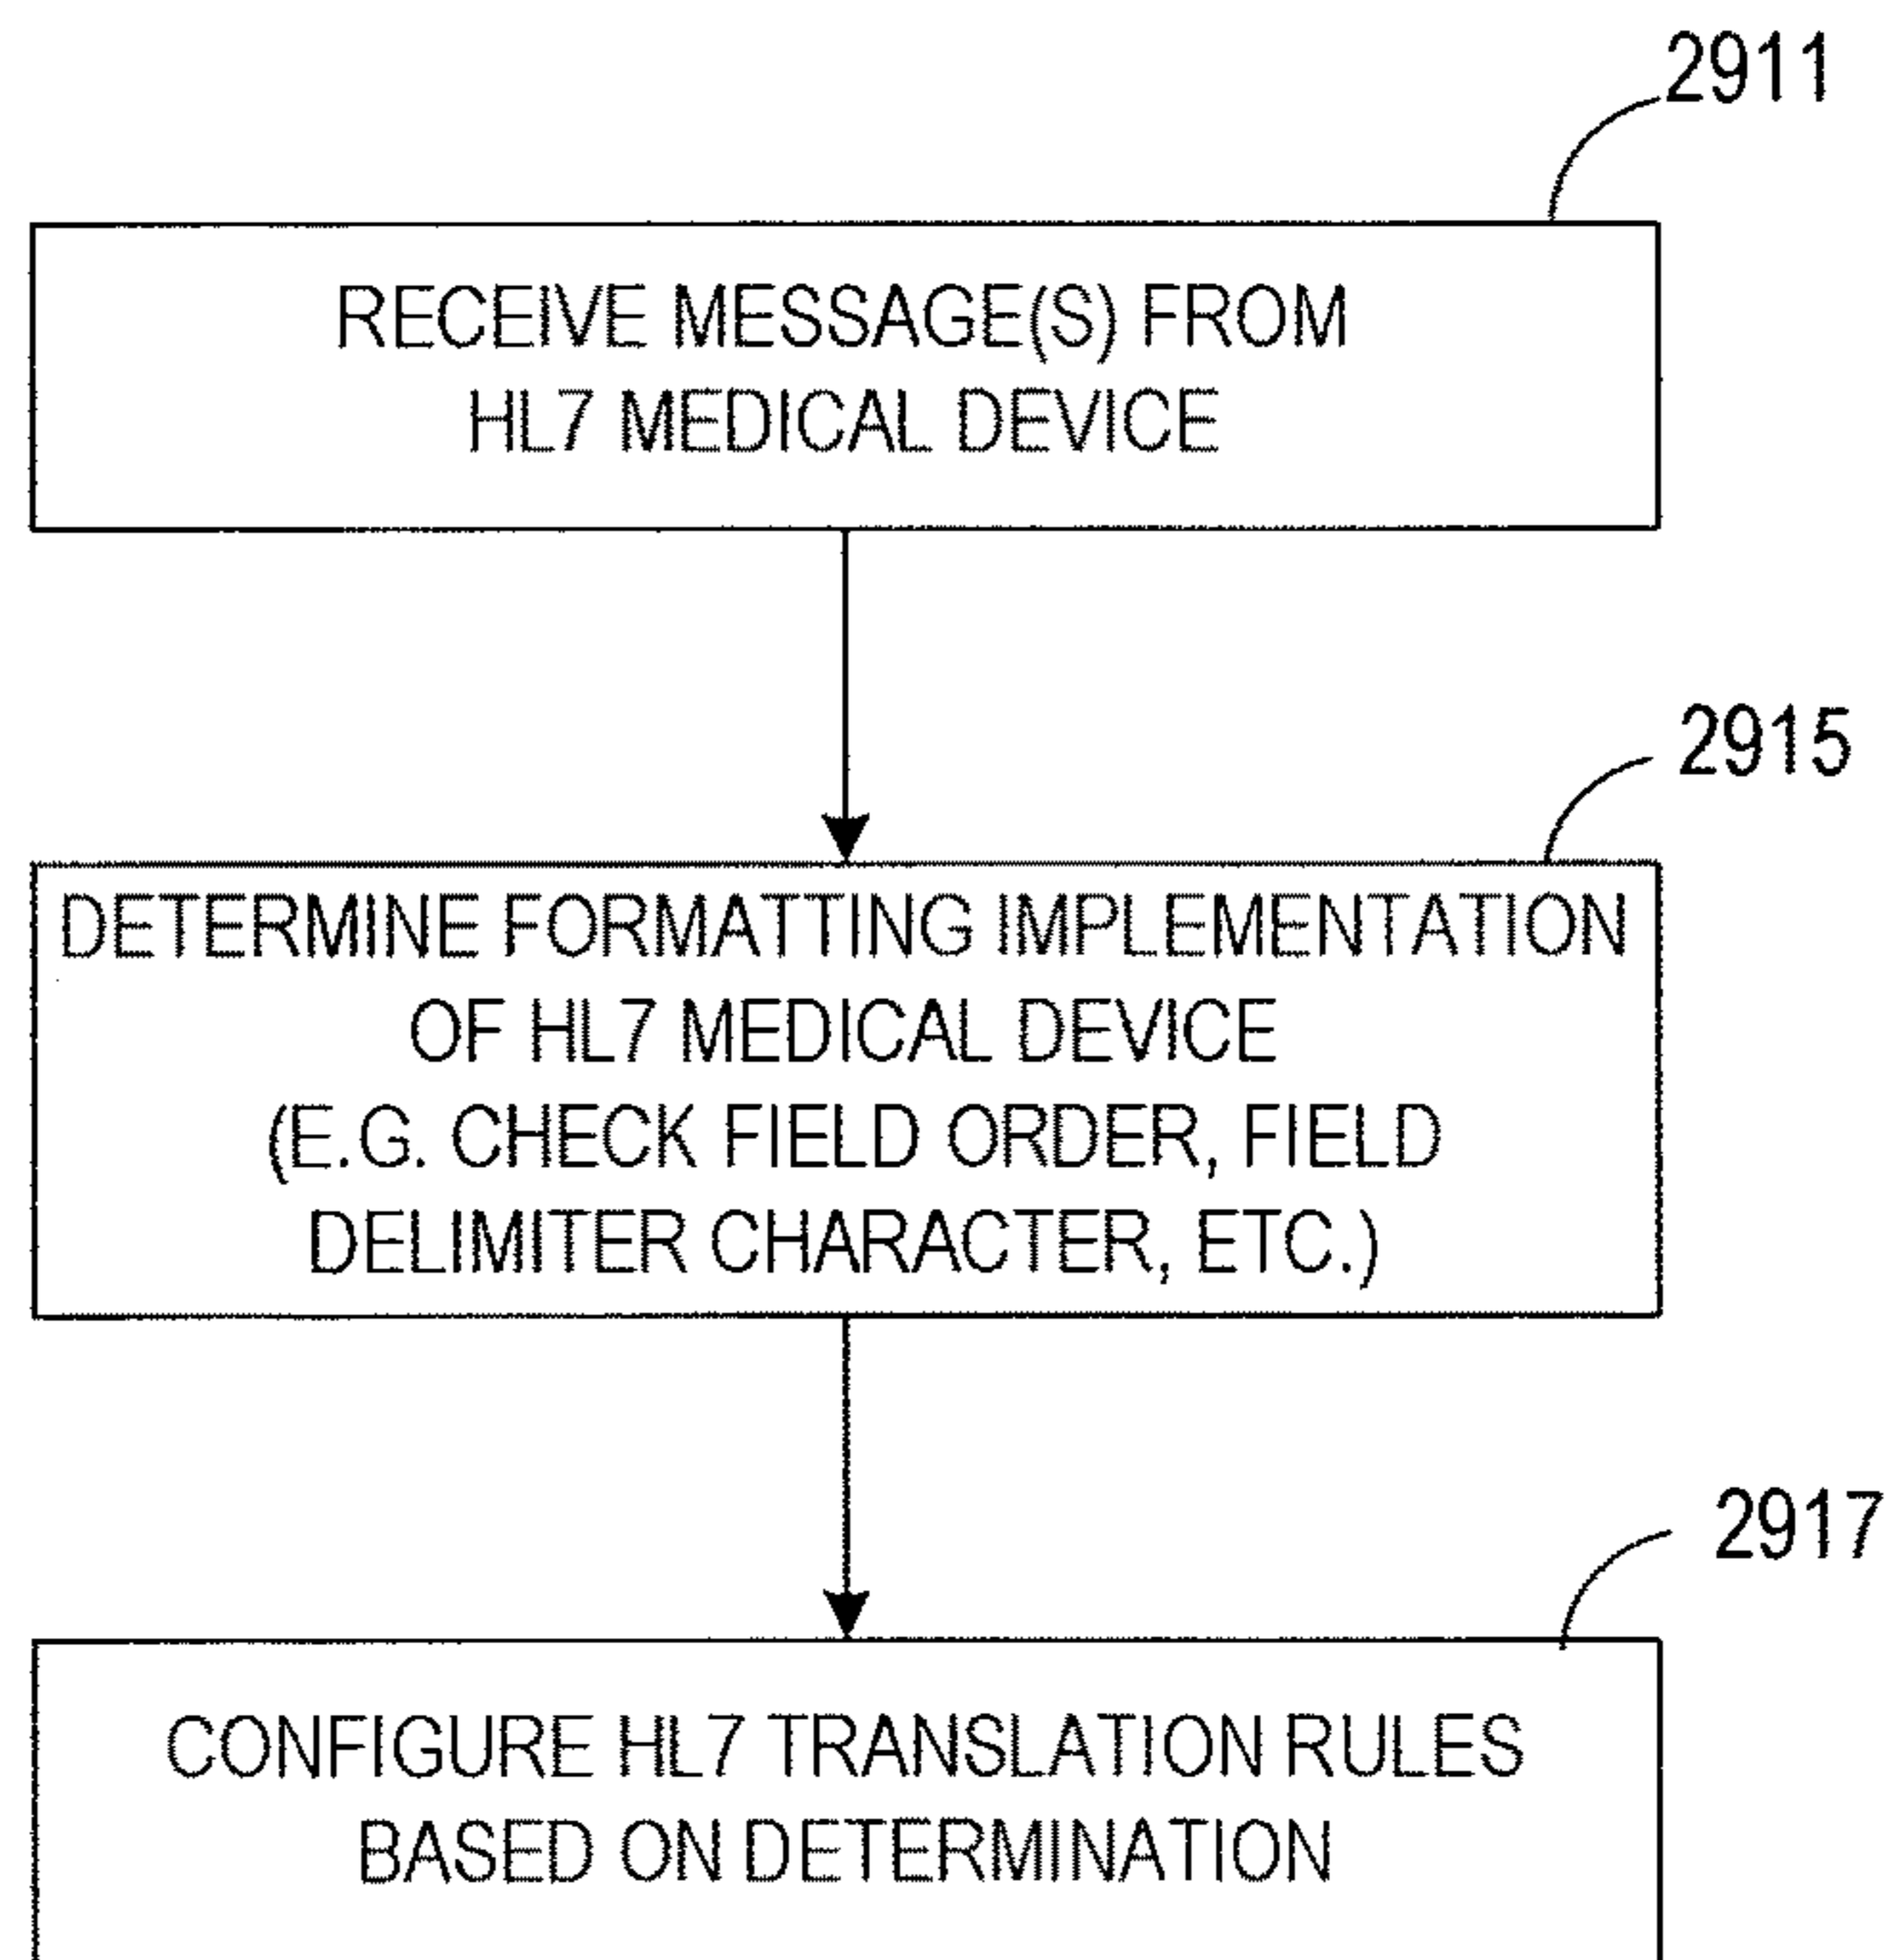 2911
RECEIVE MESSAGE(S) FROM
HL7 MEDICAL DEVICE
2915
DETERMINE FORMATTING IMPLEMENTATION
OF HL7 MEDICAL DEVICE
(E.G. CHECK FIELD ORDER, FIELD
DELIMITER CHARACTER, ETC.)
2917
CONFIGURE HL7 TRANSLATION RULES
BASED ON DETERMINATION